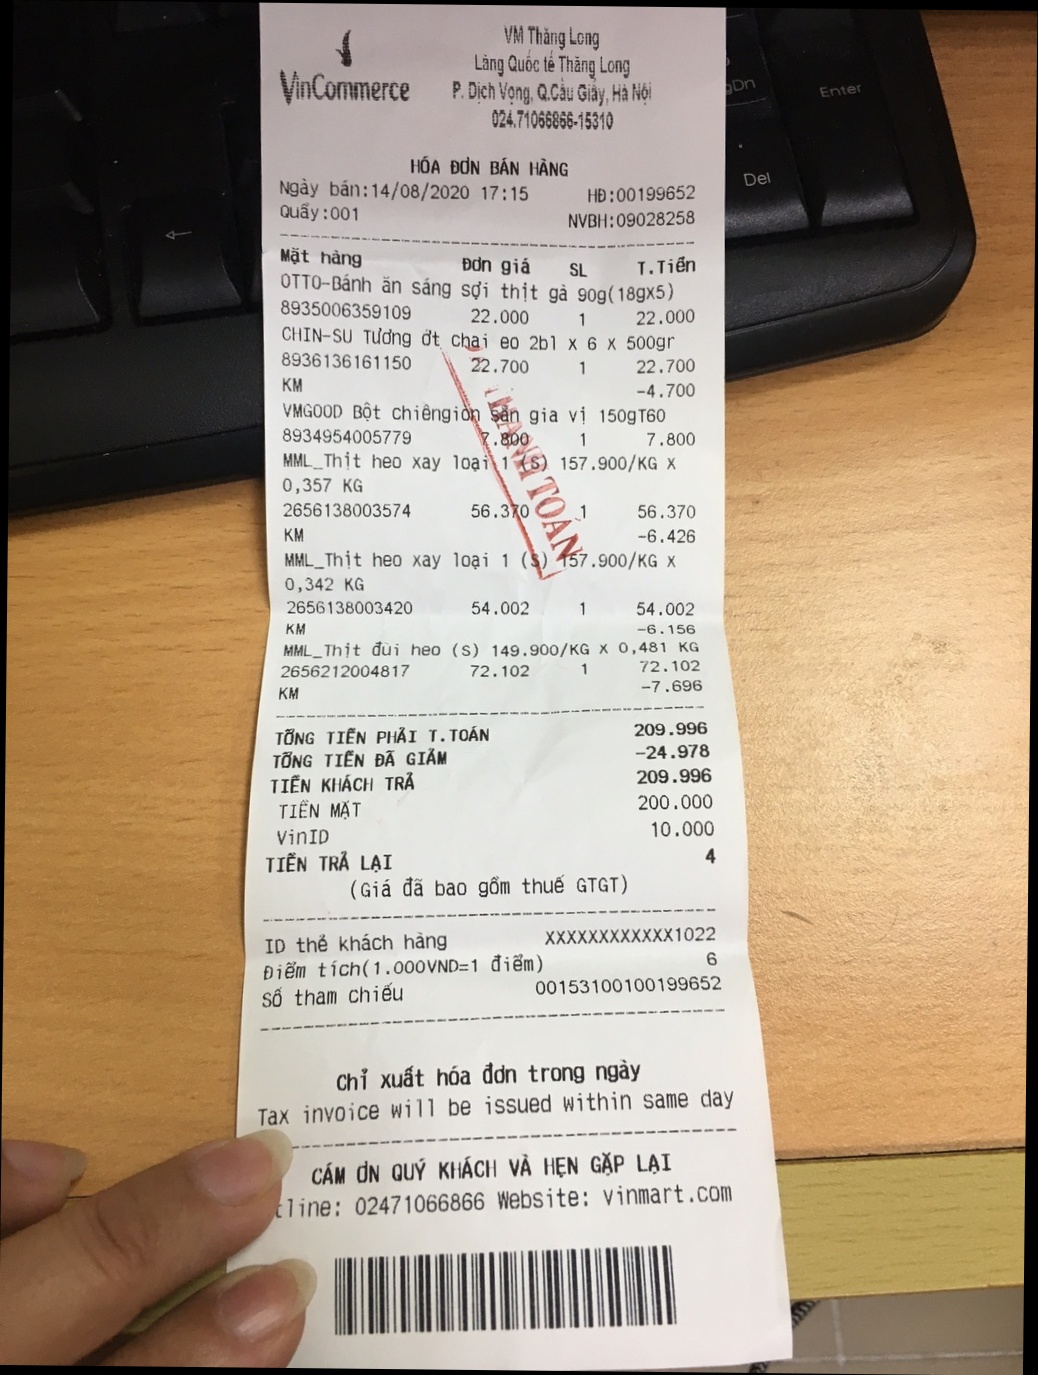 VinCommerce
VM Thăng Long
Làng Quốc tế Thăng Long
P. Dịch Vọng, Q.Cầu Giấy, Hà Nội
024.71066866-15310
HÓA ĐƠN BÁN HÀNG
Ngày bán:14/08/2020 17:15 HĐ:00199652
Quầy:001 NVBH:09028258
Mặt hàng Đơn giá SL T.Tiền
OTTO-Bánh ăn sáng sợi thịt gà 90g(18gX5)
8935006359109 22.000 1 22.000
CHIN-SU Tương ớt chai eo 2bl x 6 x 500gr
8936136161150 22.700 1 22.700
KM -4.700
VMGOOD Bột chiêngiòn sẵn gia vị 150gT60
8934954005779 7.800 1 7.800
MML_Thịt heo xay loại 1 (S) 157.900/KG X
0,357 KG
2656138003574 56.370 1 56.370
KM -6.426
MML_Thịt heo xay loại 1 (S) 157.900/KG X
0,342 KG
2656138003420 54.002 1 54.002
KM -6.156
MML_Thịt đùi heo (S) 149.900/KG X 0,481 KG
2656212004817 72.102 1 72.102
KM -7.696
THANH TOÁN
TỔNG TIỀN PHẢI T.TOÁN 209.996
TỔNG TIỀN ĐÃ GIẢM -24.978
TIỀN KHÁCH TRẢ 209.996
TIỀN MẶT 200.000
VinID 10.000
TIỀN TRẢ LẠI 4
(Giá đã bao gồm thuế GTGT)
ID thẻ khách hàng XXXXXXXXXXXX1022
Điểm tích(1.000VND=1 điểm) 6
Số tham chiếu 00153100100199652
Chỉ xuất hóa đơn trong ngày
Tax invoice will be issued within same day
CÁM ƠN QUÝ KHÁCH VÀ HẸN GẶP LẠI
tline: 02471066866 Website: vinmart.com
Enter
Del
gDn